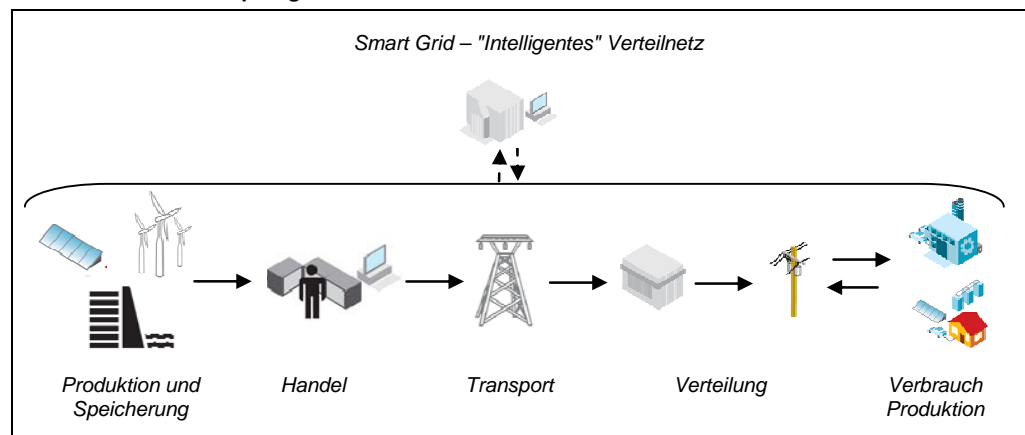 Smart Grid – "Intelligentes" Verteilnetz
Produktion und
Speicherung
Handel
Transport
Verteilung
Verbrauch
Produktion